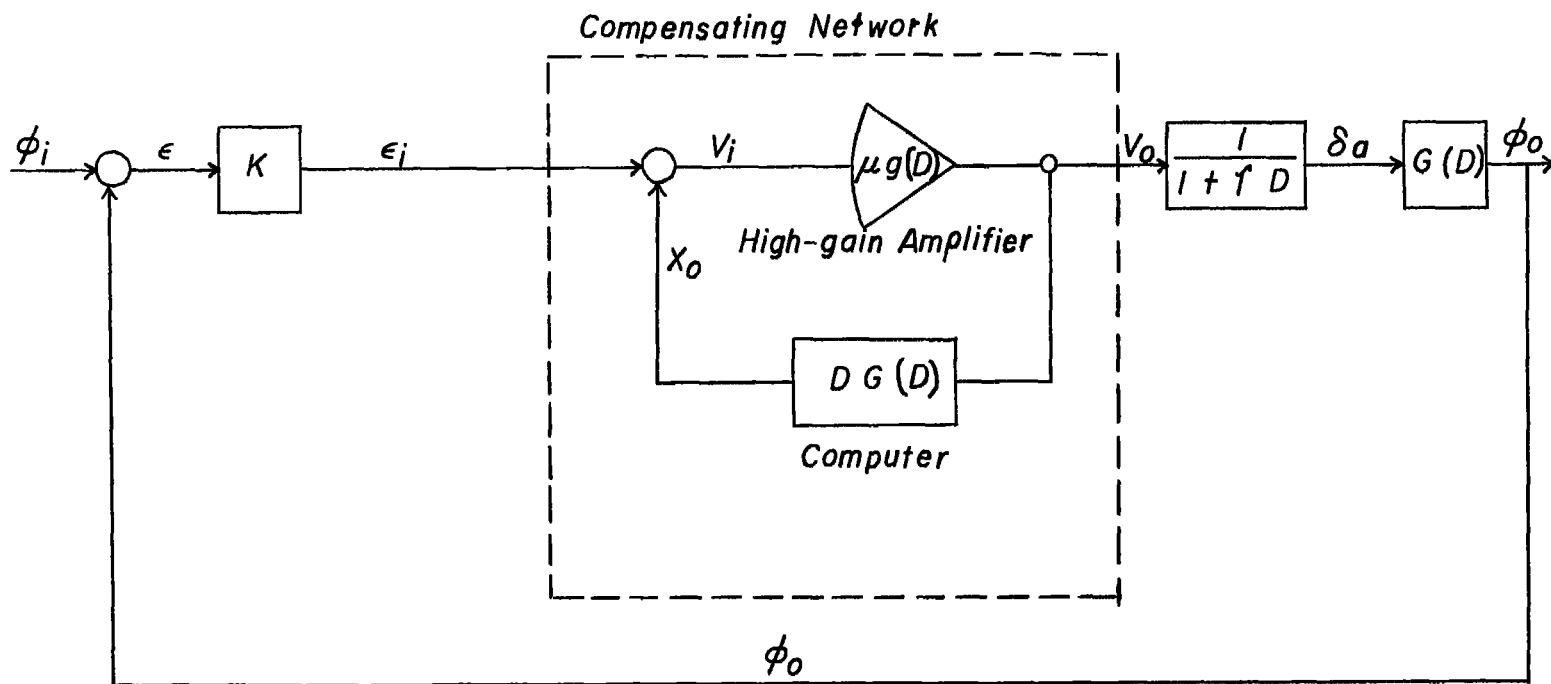 Compensating Network
ϕi
ϵ
K
ϵi
Vi
μg(D)
Vo
1
1 + τ D
δa
G(D)
ϕo
High-gain Amplifier
Xo
D G(D)
Computer
ϕo